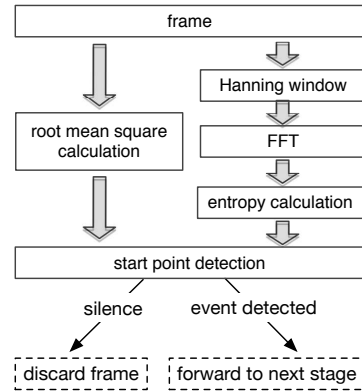 frame
Hanning window
root mean square
calculation
FFT
entropy calculation
start point detection
silence
event detected
discard frame
forward to next stage